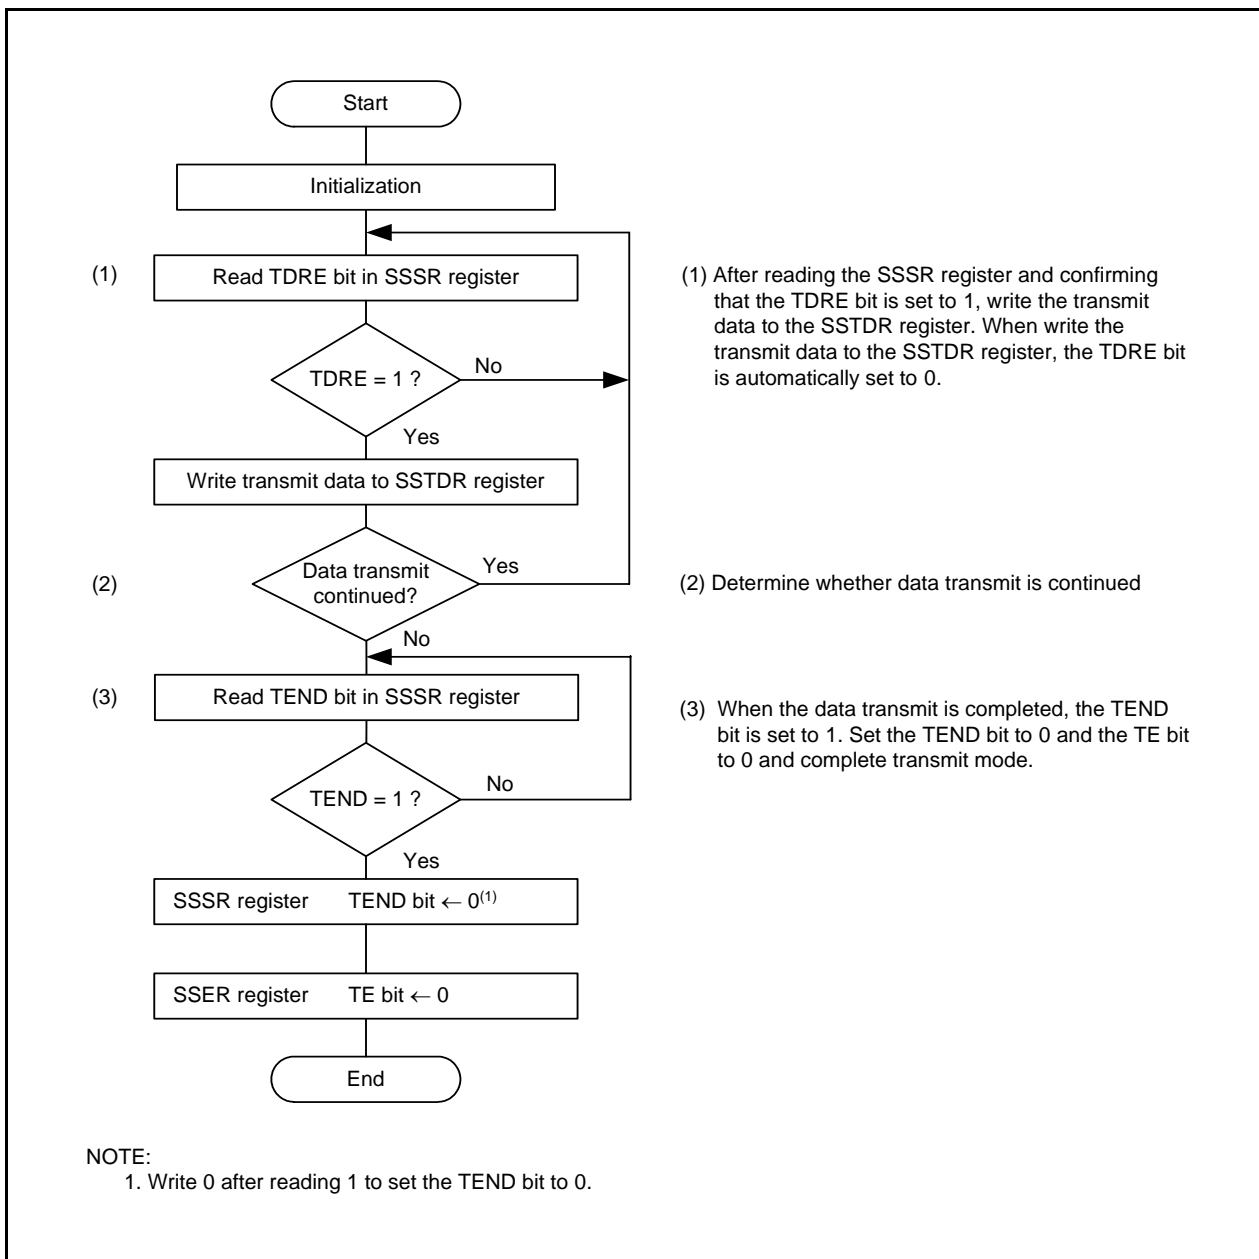 Start
Initialization
(1)
Read TDRE bit in SSSR register
(1) After reading the SSSR register and confirming
that the TDRE bit is set to 1, write the transmit
data to the SSTDR register. When write the
transmit data to the SSTDR register, the TDRE bit
is automatically set to 0.
TDRE = 1 ?
No
Yes
Write transmit data to SSTDR register
(2)
Data transmit
continued?
Yes
(2) Determine whether data transmit is continued
No
(3)
Read TEND bit in SSSR register
(3) When the data transmit is completed, the TEND
bit is set to 1. Set the TEND bit to 0 and the TE bit
to 0 and complete transmit mode.
TEND = 1 ?
No
Yes
SSSR register TEND bit ← 0(1)
SSER register TE bit ← 0
End
NOTE:
1. Write 0 after reading 1 to set the TEND bit to 0.